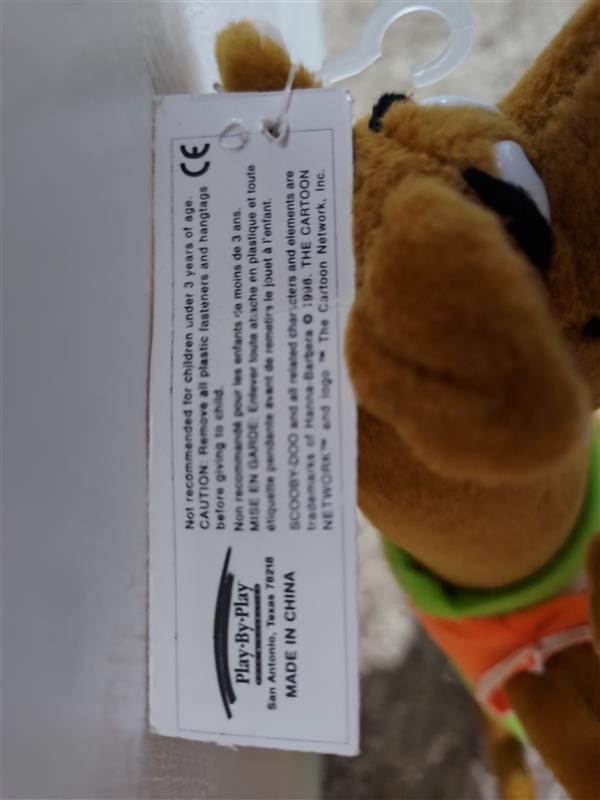 Not recommended for children under 3 years of age.
CAUTION: Remove all plastic fasteners and hangtags
before giving to child.
Non recommandé pour les enfants de moins de 3 ans.
MISE EN GARDE: Enlever toute attache en plastique et toute
étiquette pendante avant de remettre le jouet à l'enfant.
SCOOBY-DOO and all related characters and elements are
trademarks of Hanna-Barbera © 1998. THE CARTOON
NETWORK™ and logo ™ The Cartoon Network, Inc.
CE
Play·By·Play
San Antonio, Texas 78218
MADE IN CHINA